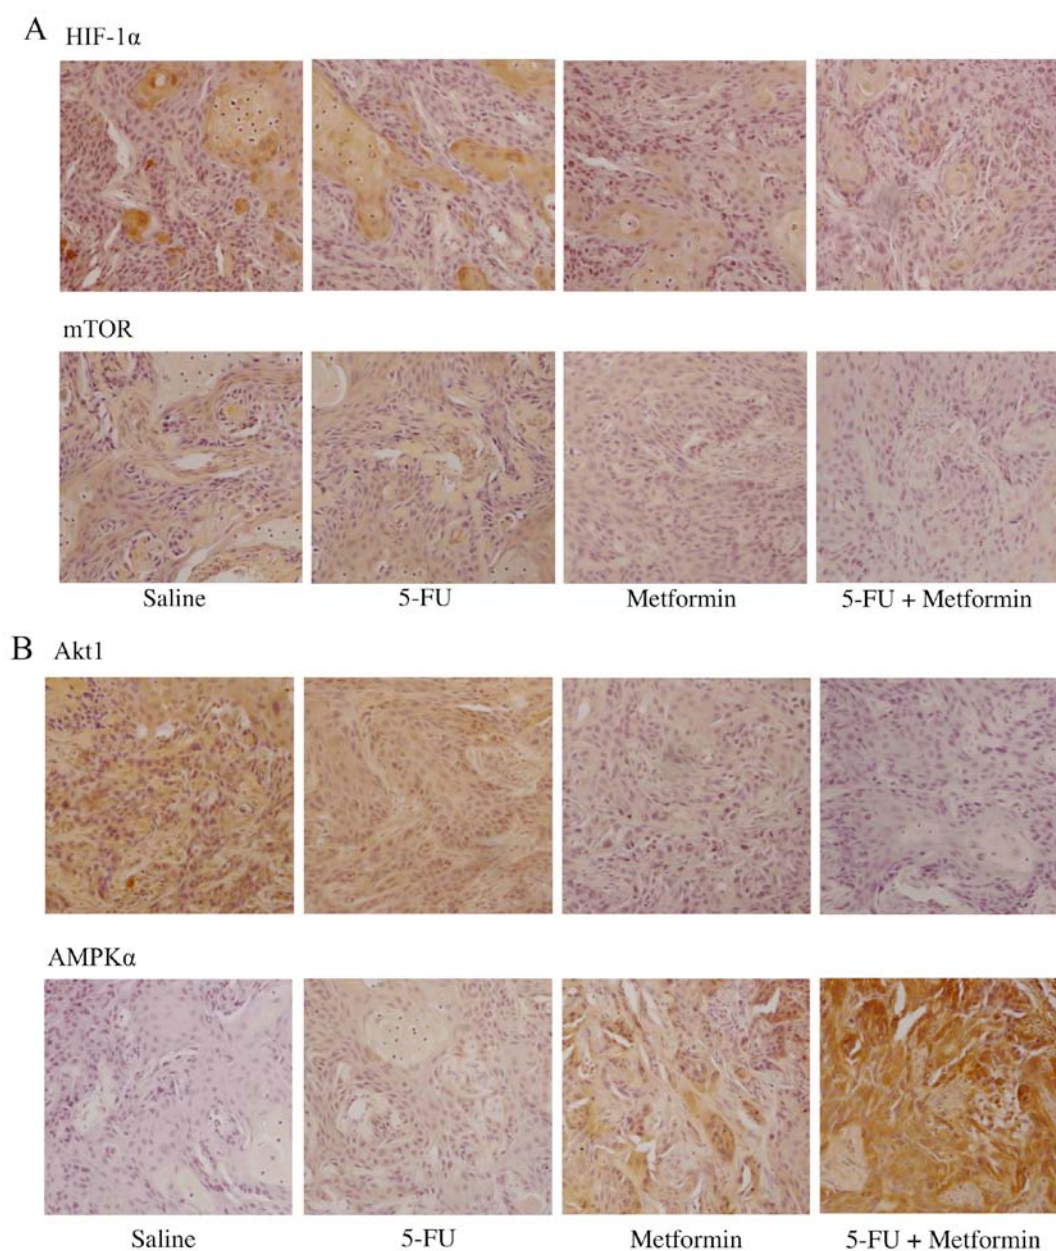 A HIF-1α
mTOR
Saline 5-FU Metformin 5-FU + Metformin
B Akt1
AMPKα
Saline 5-FU Metformin 5-FU + Metformin